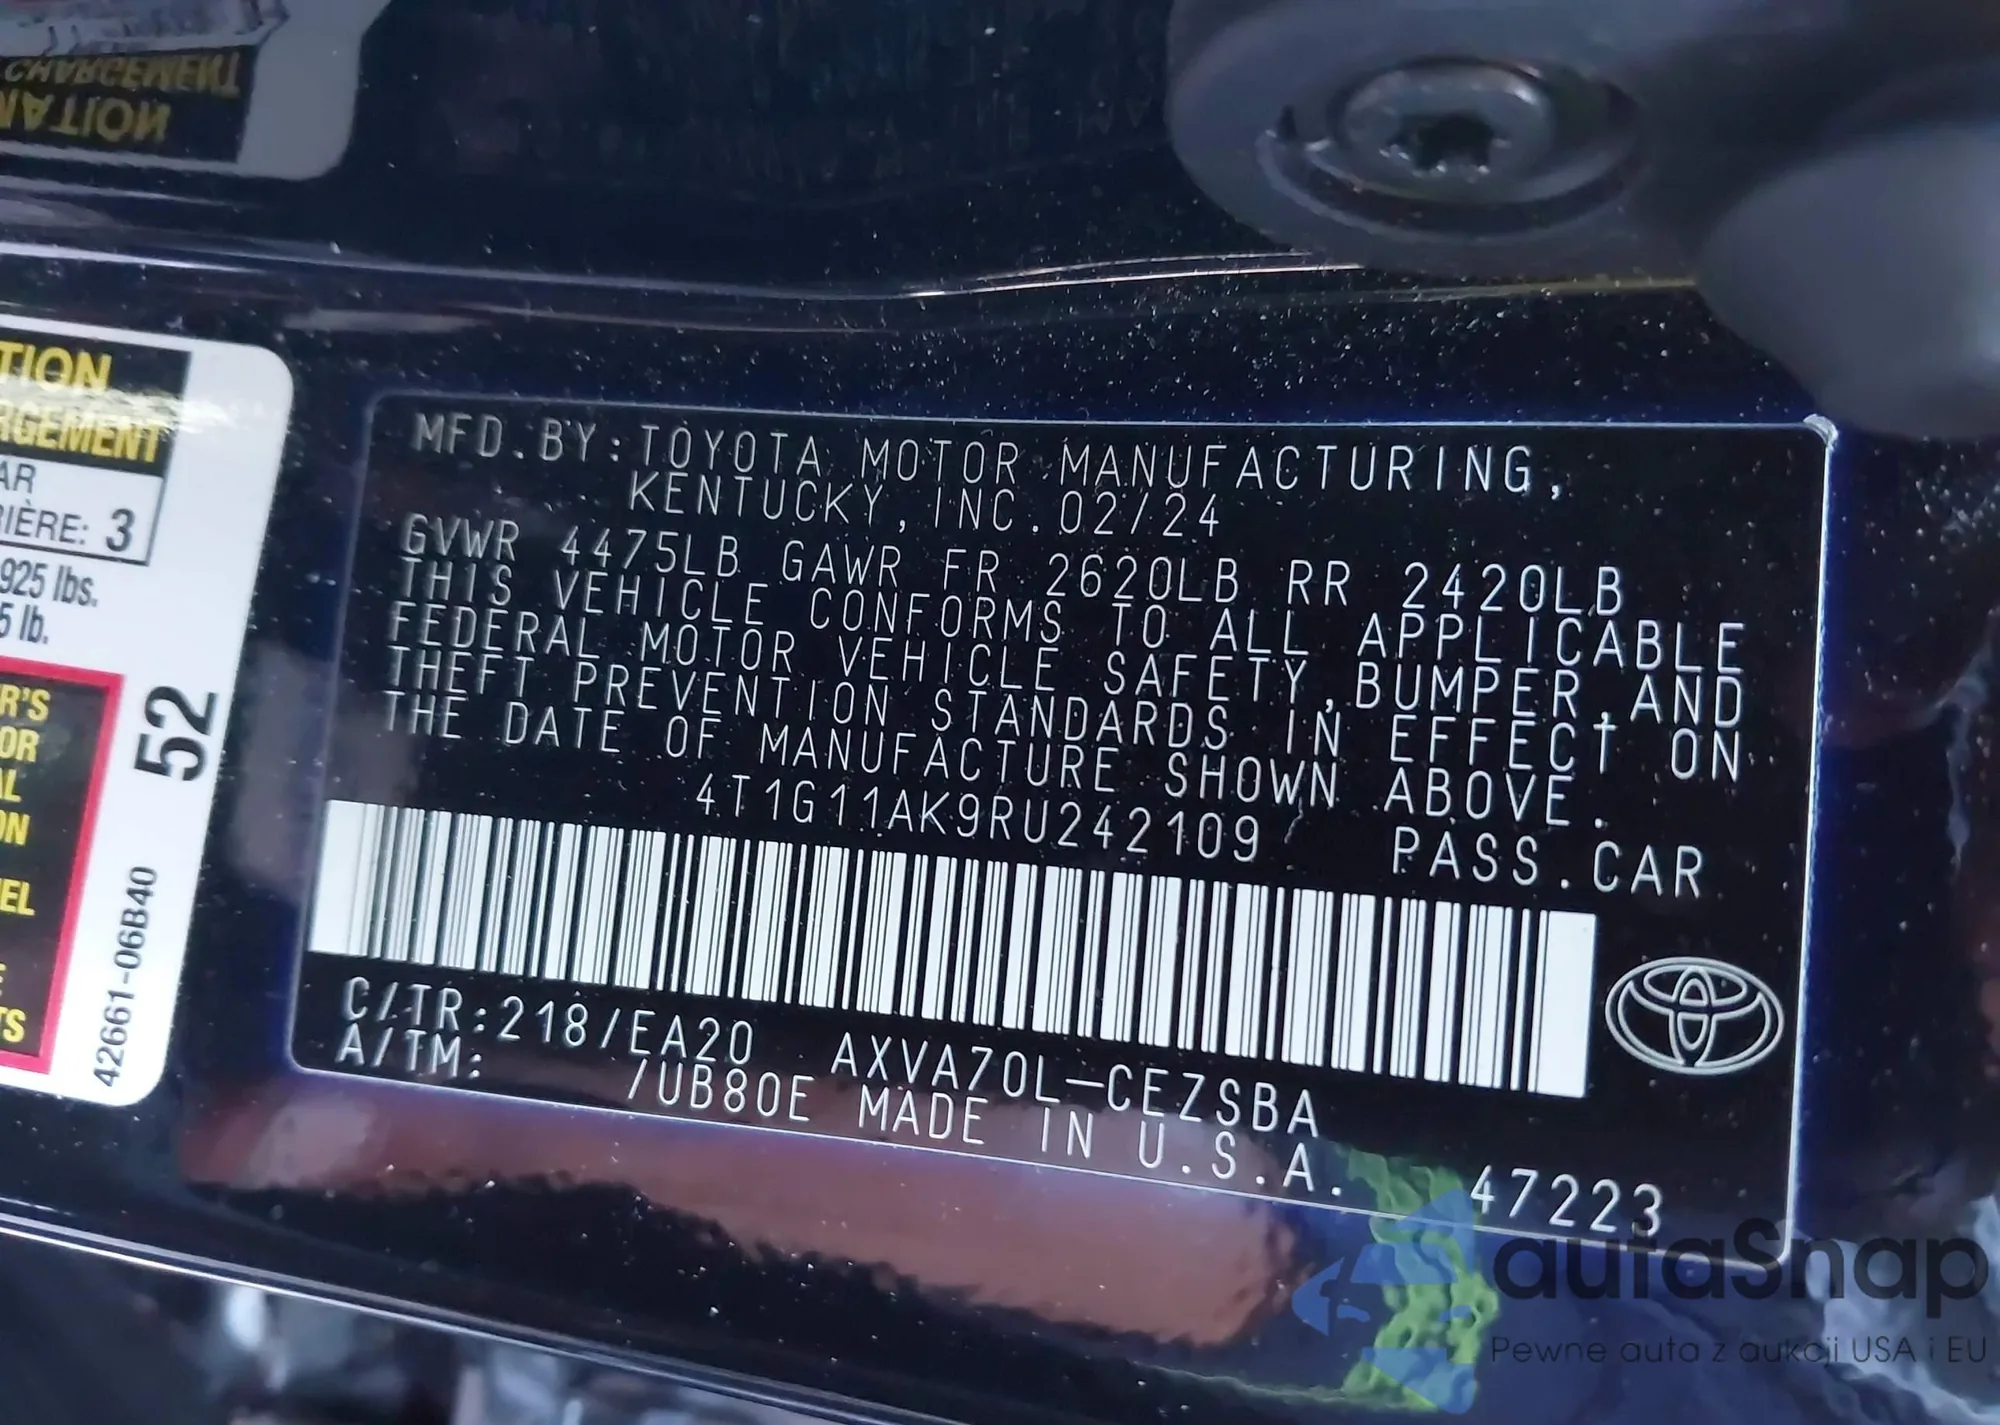 CHARGEMENT
TION
RGEMENT
AR
RIÈRE: 3
925 lbs.
5 lb.
R'S
OR
AL
ON
EL
TS
52
42661-06B40
MFD.BY:TOYOTA MOTOR MANUFACTURING,
KENTUCKY, INC.02/24
GVWR 4475LB GAWR FR 2620LB RR 2420LB
THIS VEHICLE CONFORMS TO ALL APPLICABLE
FEDERAL MOTOR VEHICLE SAFETY,BUMPER,AND
THEFT PREVENTION STANDARDS IN EFFECT ON
THE DATE OF MANUFACTURE SHOWN ABOVE.
4T1G11AK9RU242109 PASS.CAR
C/TR:218/EA20 AXVA70L-CEZSBA
A/TM: /UB80E MADE IN U.S.A. 47223
autaSnap
Pewne auta z aukcji USA i EU